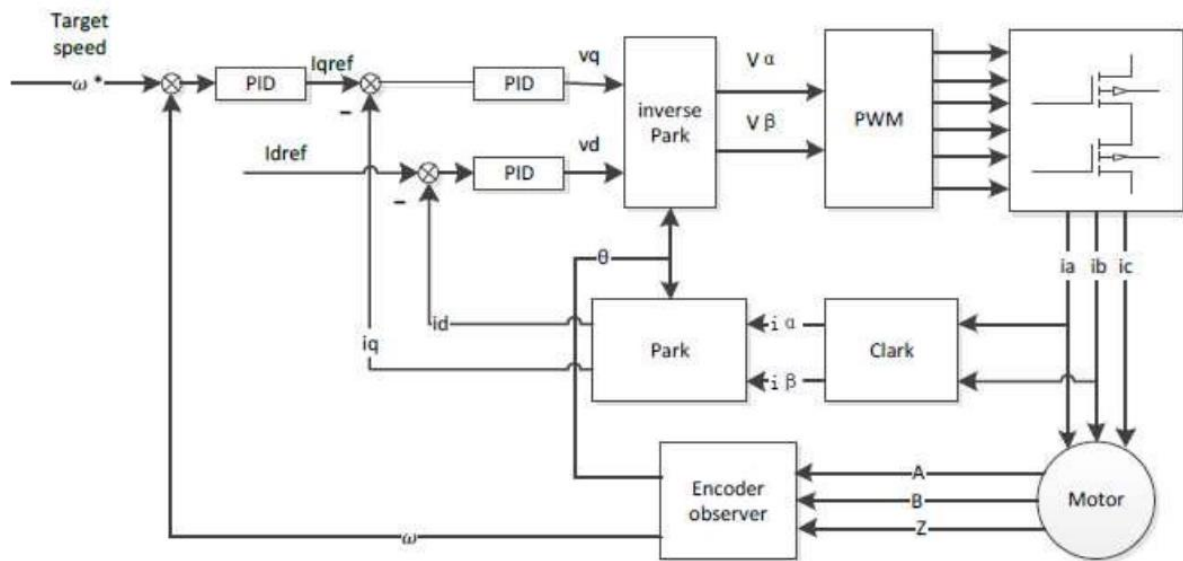 Target
speed
ω *
PID
Iqref
PID
vq
inverse
Park
V α
V β
PWM
Idref
PID
vd
θ
ia
ib
ic
id
iq
Park
i α
i β
Clark
Encoder
observer
A
B
Z
Motor
ω